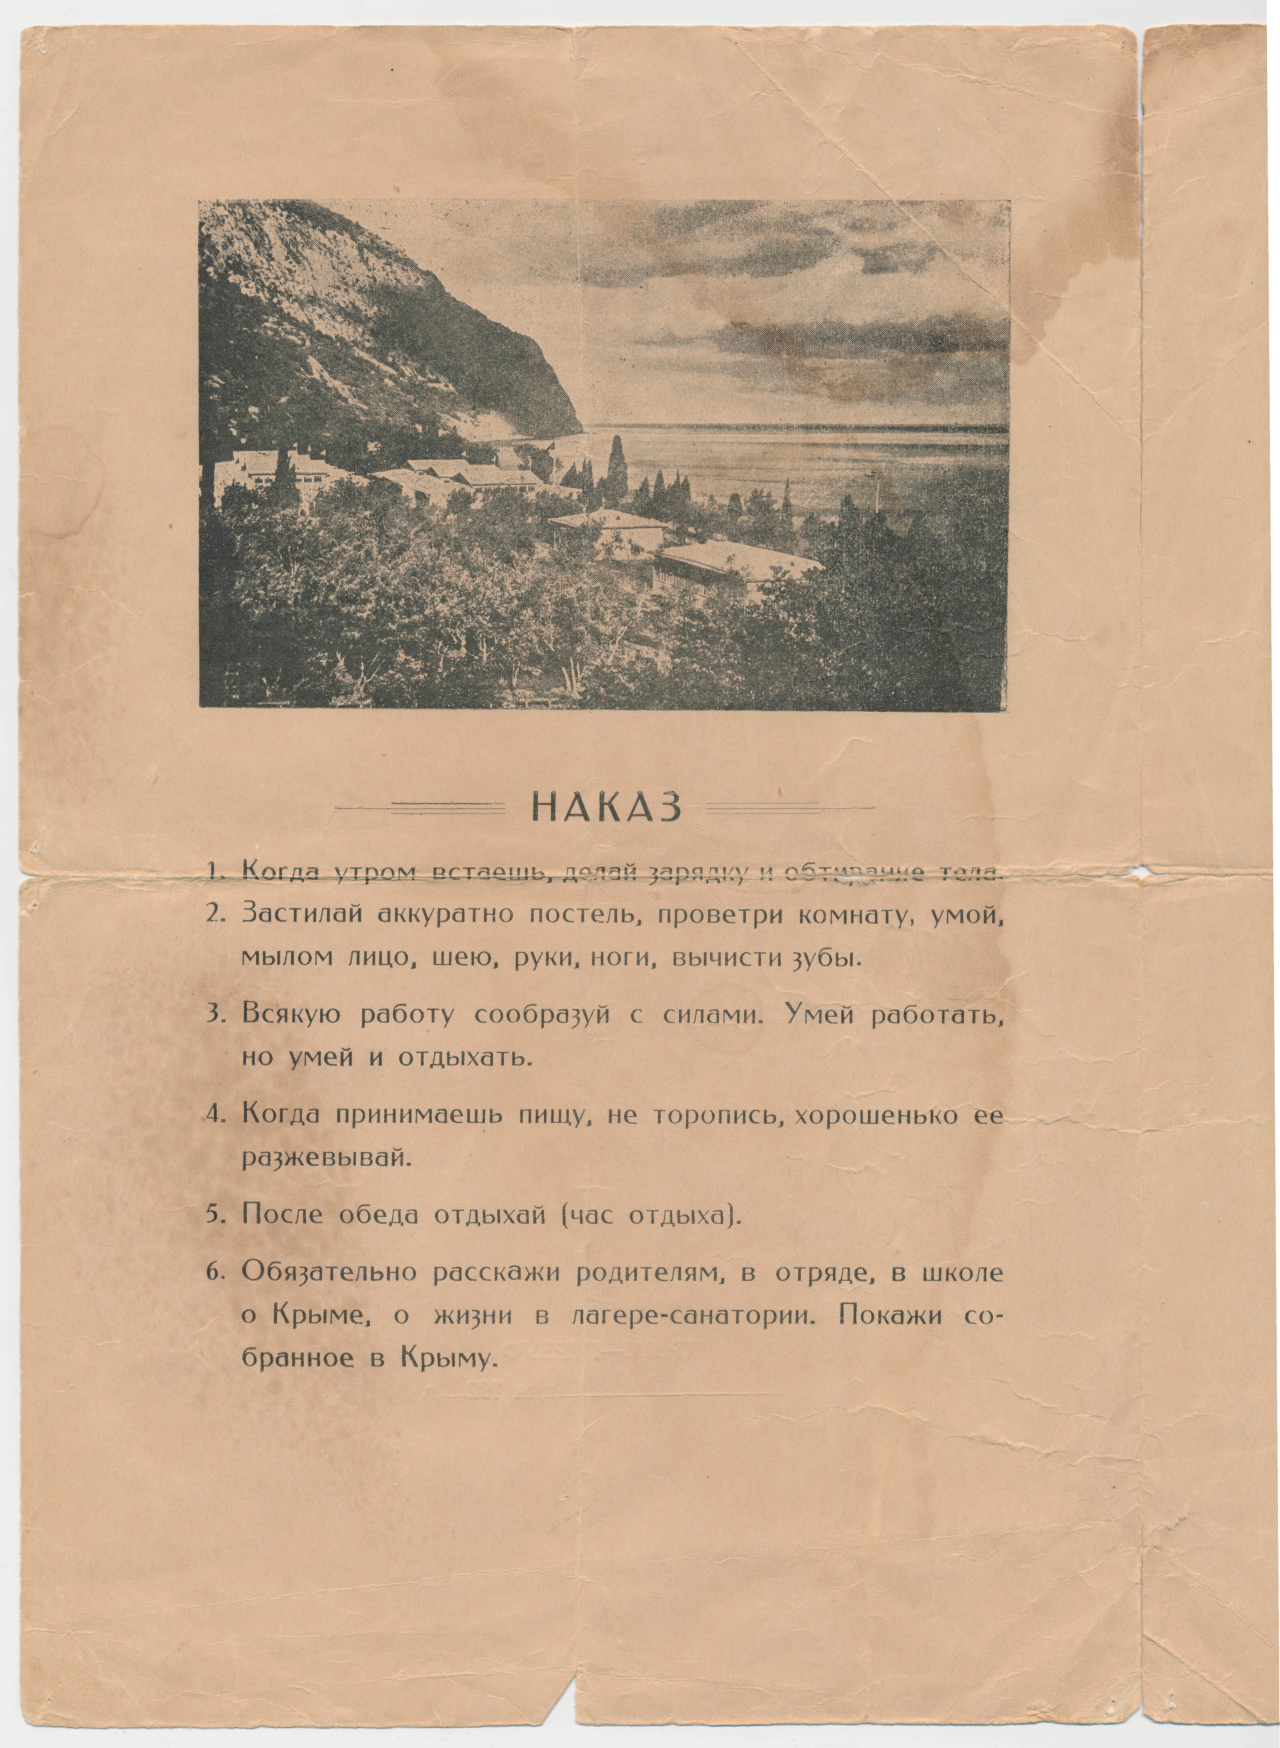 НАКАЗ
1. Когда утром встаешь, делай зарядку и обтирание тела.
2. Застилай аккуратно постель, проветри комнату, умой,
мылом лицо, шею, руки, ноги, вычисти зубы.
3. Всякую работу сообразуй с силами. Умей работать,
но умей и отдыхать.
4. Когда принимаешь пищу, не торопись, хорошенько ее
разжевывай.
5. После обеда отдыхай (час отдыха).
6. Обязательно расскажи родителям, в отряде, в школе
о Крыме, о жизни в лагере-санатории. Покажи со-
бранное в Крыму.